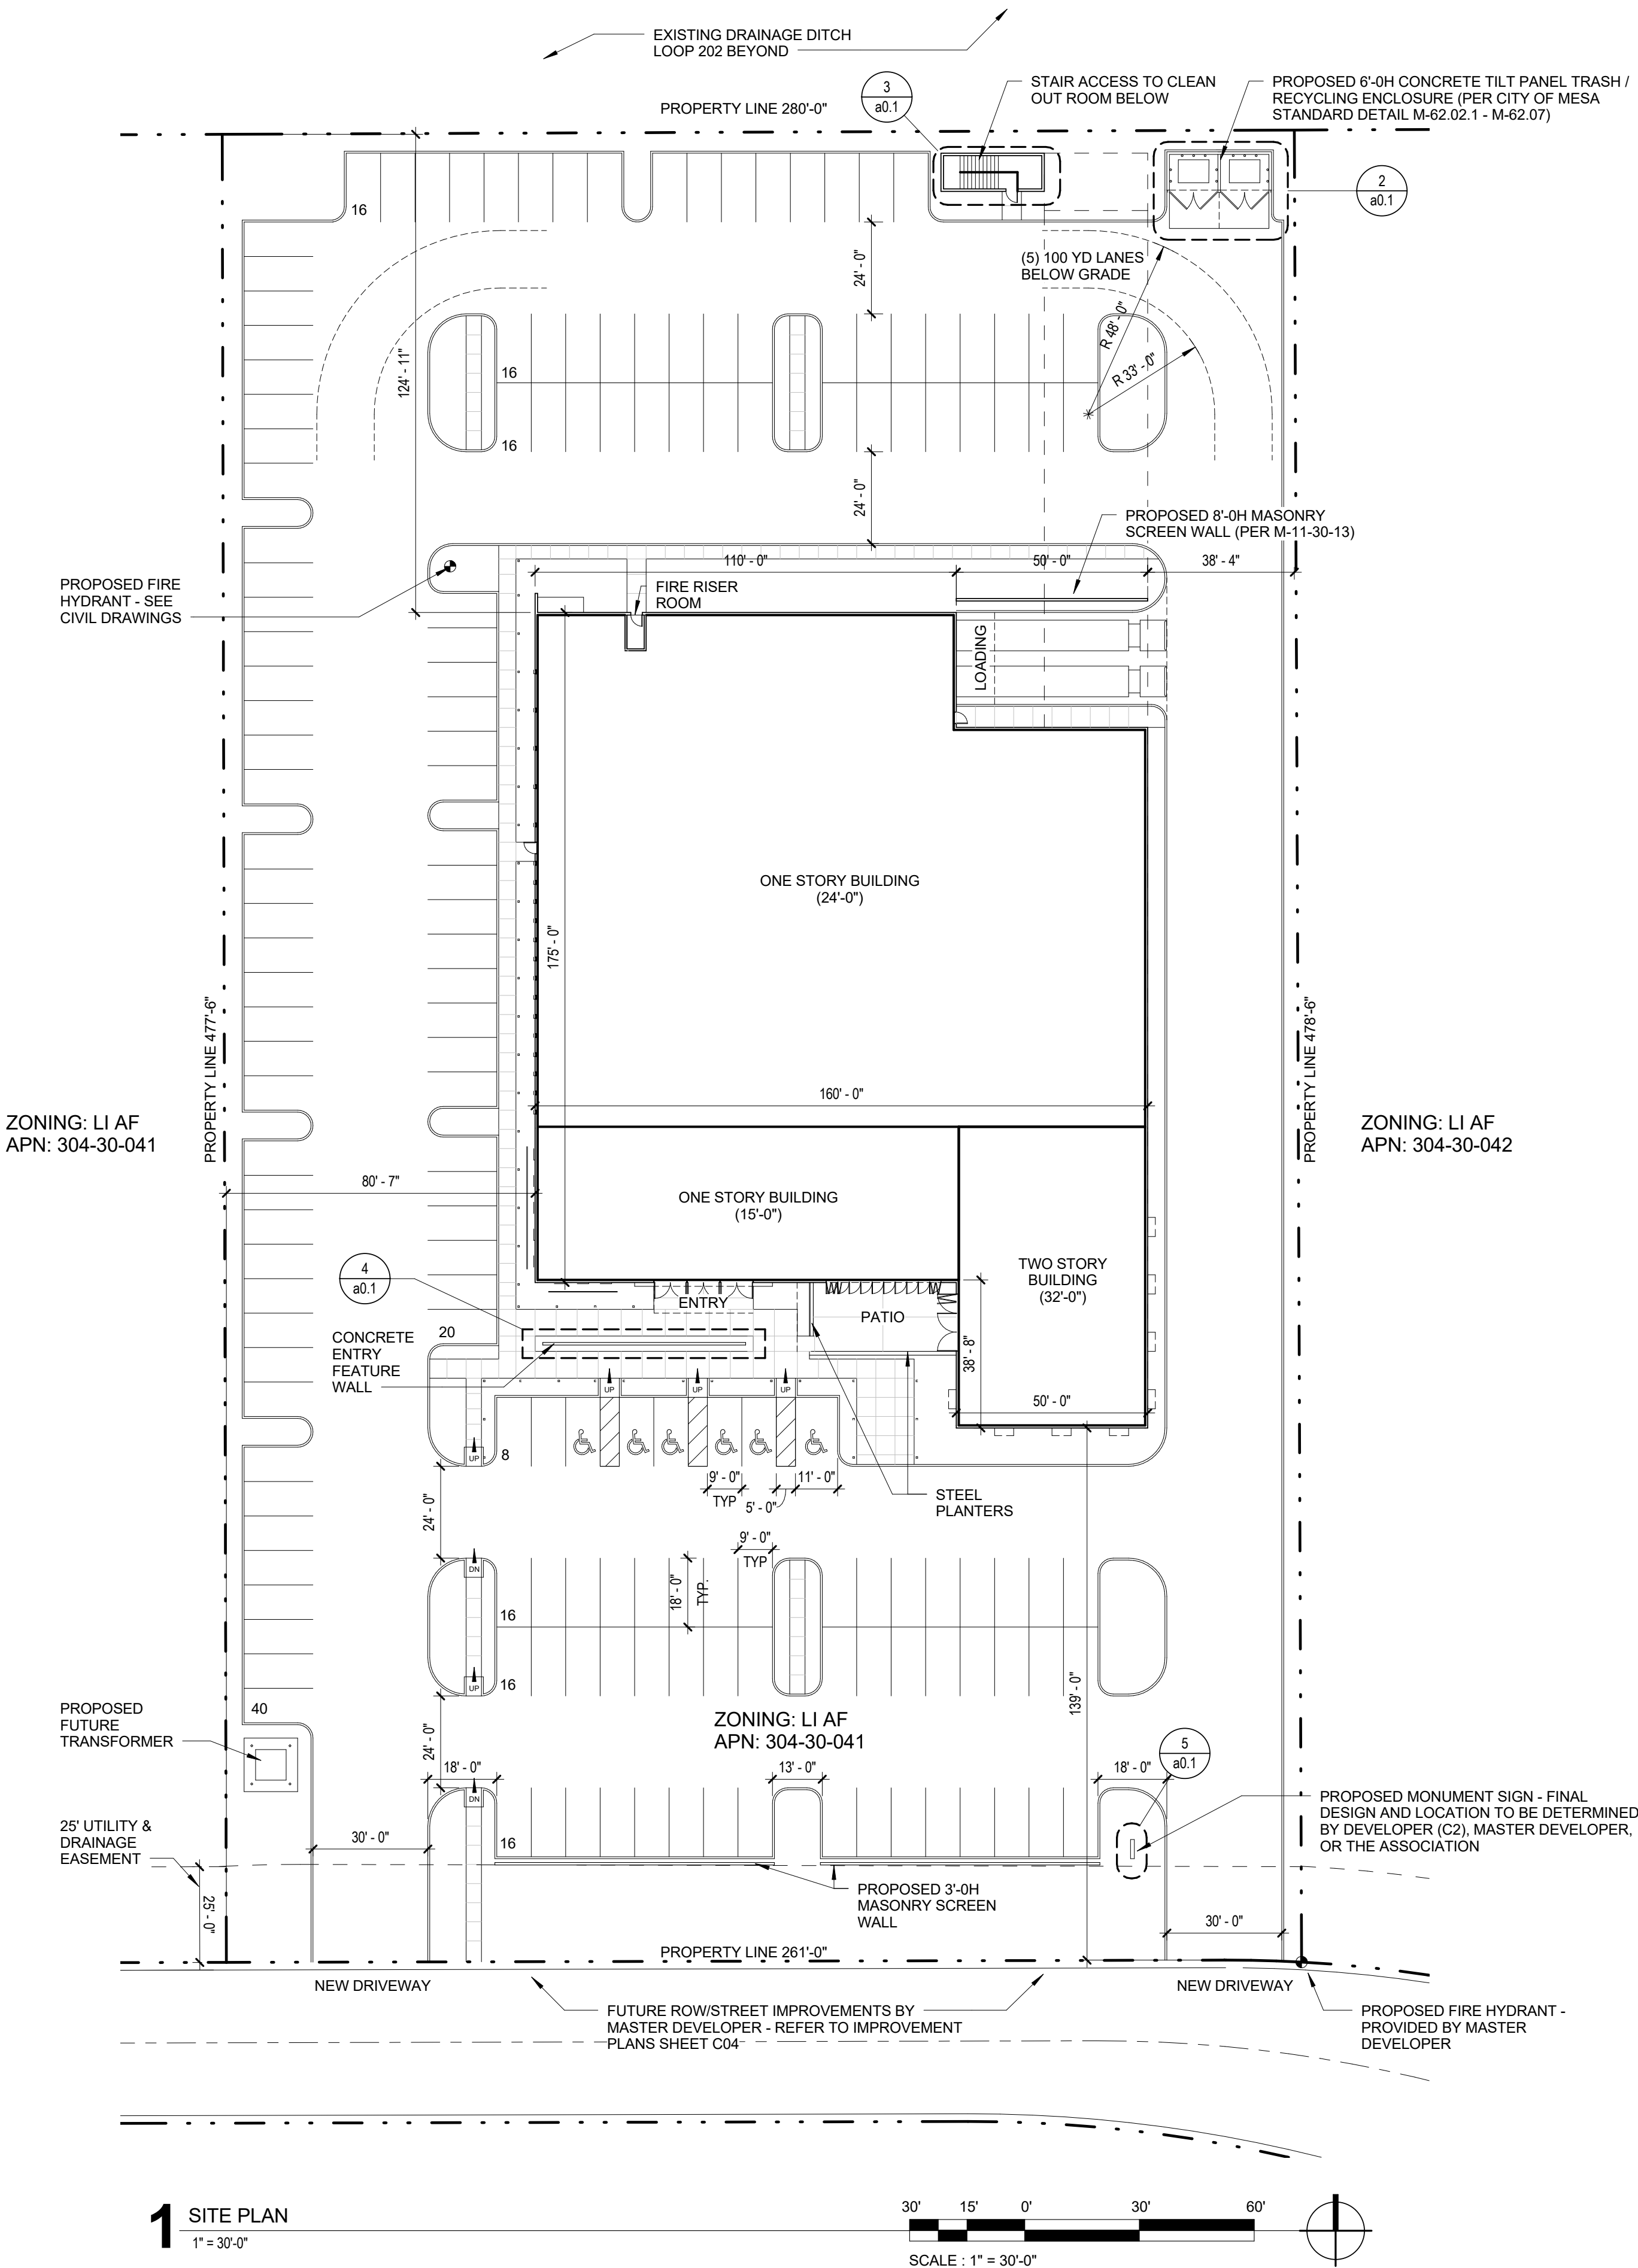 EXISTING DRAINAGE DITCH
LOOP 202 BEYOND
PROPERTY LINE 280'-0"
3
a0.1
STAIR ACCESS TO CLEAN
OUT ROOM BELOW
PROPOSED 6'-0H CONCRETE TILT PANEL TRASH /
RECYCLING ENCLOSURE (PER CITY OF MESA
STANDARD DETAIL M-62.02.1 - M-62.07)
2
a0.1
16
24' - 0"
(5) 100 YD LANES
BELOW GRADE
R 48' - 0"
R 33' - 0"
124' - 11"
16
16
24' - 0"
PROPOSED 8'-0H MASONRY
SCREEN WALL (PER M-11-30-13)
110' - 0"
50' - 0"
38' - 4"
PROPOSED FIRE
HYDRANT - SEE
CIVIL DRAWINGS
FIRE RISER
ROOM
LOADING
ONE STORY BUILDING
(24'-0")
175' - 0"
PROPERTY LINE 477'-6"
PROPERTY LINE 478'-6"
160' - 0"
ZONING: LI AF
APN: 304-30-041
ZONING: LI AF
APN: 304-30-042
80' - 7"
ONE STORY BUILDING
(15'-0")
TWO STORY
BUILDING
(32'-0")
4
a0.1
ENTRY
PATIO
20
CONCRETE
ENTRY
FEATURE
WALL
38' - 8"
50' - 0"
UP
UP
UP
UP
8
9' - 0"
TYP
5' - 0"
11' - 0"
STEEL
PLANTERS
24' - 0"
9' - 0"
TYP
DN
18' - 0"
TYP.
16
UP
16
139' - 0"
40
PROPOSED
FUTURE
TRANSFORMER
ZONING: LI AF
APN: 304-30-041
24' - 0"
18' - 0"
13' - 0"
18' - 0"
5
a0.1
DN
PROPOSED MONUMENT SIGN - FINAL
DESIGN AND LOCATION TO BE DETERMINED
BY DEVELOPER (C2), MASTER DEVELOPER,
OR THE ASSOCIATION
25' UTILITY &
DRAINAGE
EASEMENT
30' - 0"
16
25' - 0"
PROPOSED 3'-0H
MASONRY SCREEN
WALL
30' - 0"
PROPERTY LINE 261'-0"
NEW DRIVEWAY
NEW DRIVEWAY
FUTURE ROW/STREET IMPROVEMENTS BY
MASTER DEVELOPER - REFER TO IMPROVEMENT
PLANS SHEET C04
PROPOSED FIRE HYDRANT -
PROVIDED BY MASTER
DEVELOPER
1 SITE PLAN
1" = 30'-0"
30' 15' 0' 30' 60'
SCALE : 1" = 30'-0"